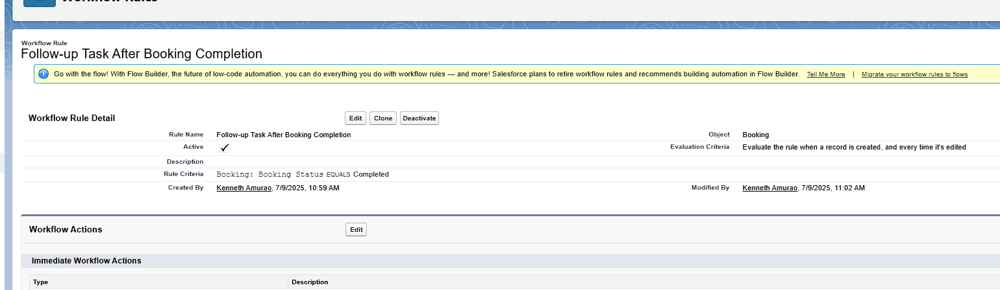 Workflow Rules
Workflow Rule
Follow-up Task After Booking Completion
Go with the flow! With Flow Builder, the future of low-code automation, you can do everything you do with workflow rules — and more! Salesforce plans to retire workflow rules and recommends building automation in Flow Builder. Tell Me More | Migrate your workflow rules to flows
Workflow Rule Detail Edit Clone Deactivate
Rule Name Follow-up Task After Booking Completion Object Booking
Active Evaluation Criteria Evaluate the rule when a record is created, and every time it's edited
Description
Rule Criteria Booking: Booking Status EQUALS Completed
Created By Kenneth Amurao, 7/9/2025, 10:59 AM Modified By Kenneth Amurao, 7/9/2025, 11:02 AM
Workflow Actions Edit
Immediate Workflow Actions
Type Description